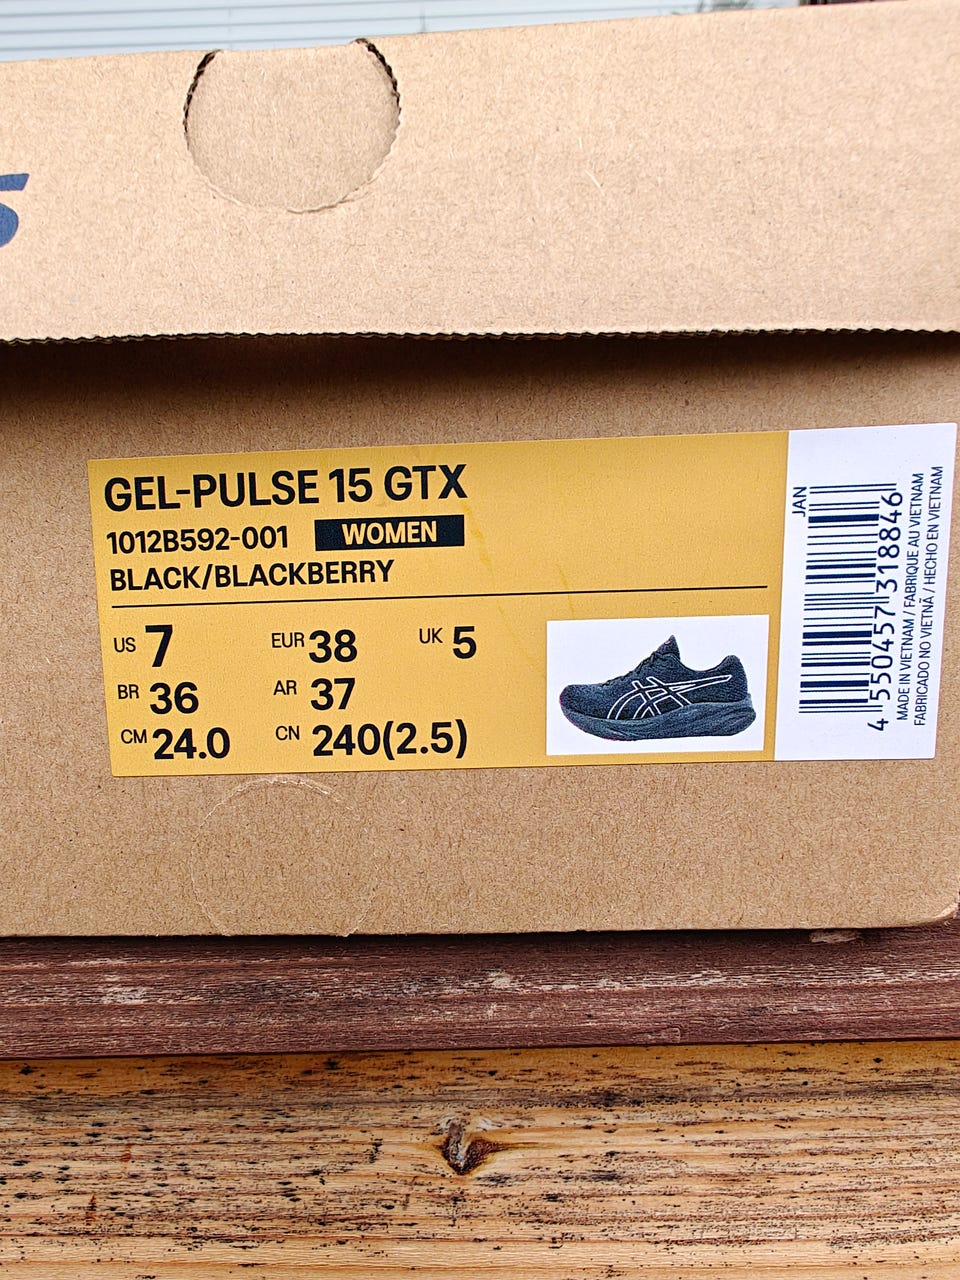 GEL-PULSE 15 GTX
1012B592-001 WOMEN
BLACK/BLACKBERRY
US 7 EUR 38 UK 5
BR 36 AR 37
CM 24.0 CN 240(2.5)
JAN
4 550457 318846
MADE IN VIETNAM / FABRIQUE AU VIETNAM
FABRICADO NO VIETNÃ / HECHO EN VIETNAM